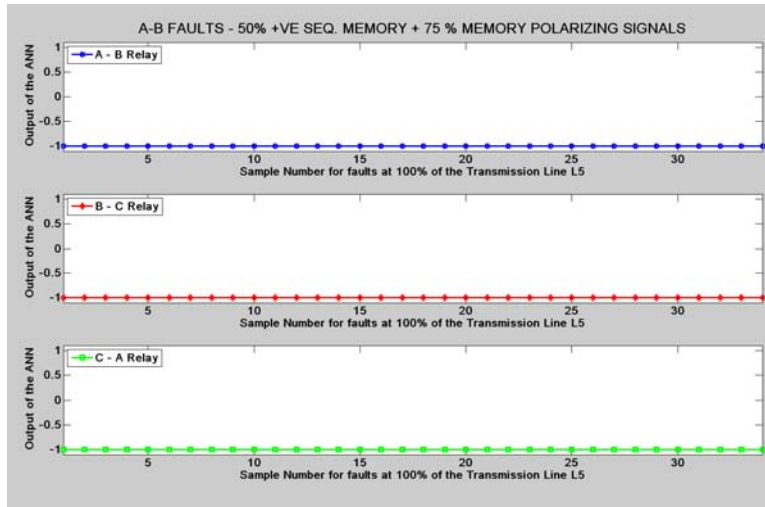 A-B FAULTS - 50% +VE SEQ. MEMORY + 75 % MEMORY POLARIZING SIGNALS
A - B Relay
Output of the ANN
1
0.5
0
-0.5
-1
5 10 15 20 25 30
Sample Number for faults at 100% of the Transmission Line L5
B - C Relay
Output of the ANN
1
0.5
0
-0.5
-1
5 10 15 20 25 30
Sample Number for faults at 100% of the Transmission Line L5
C - A Relay
Output of the ANN
1
0.5
0
-0.5
-1
5 10 15 20 25 30
Sample Number for faults at 100% of the Transmission Line L5